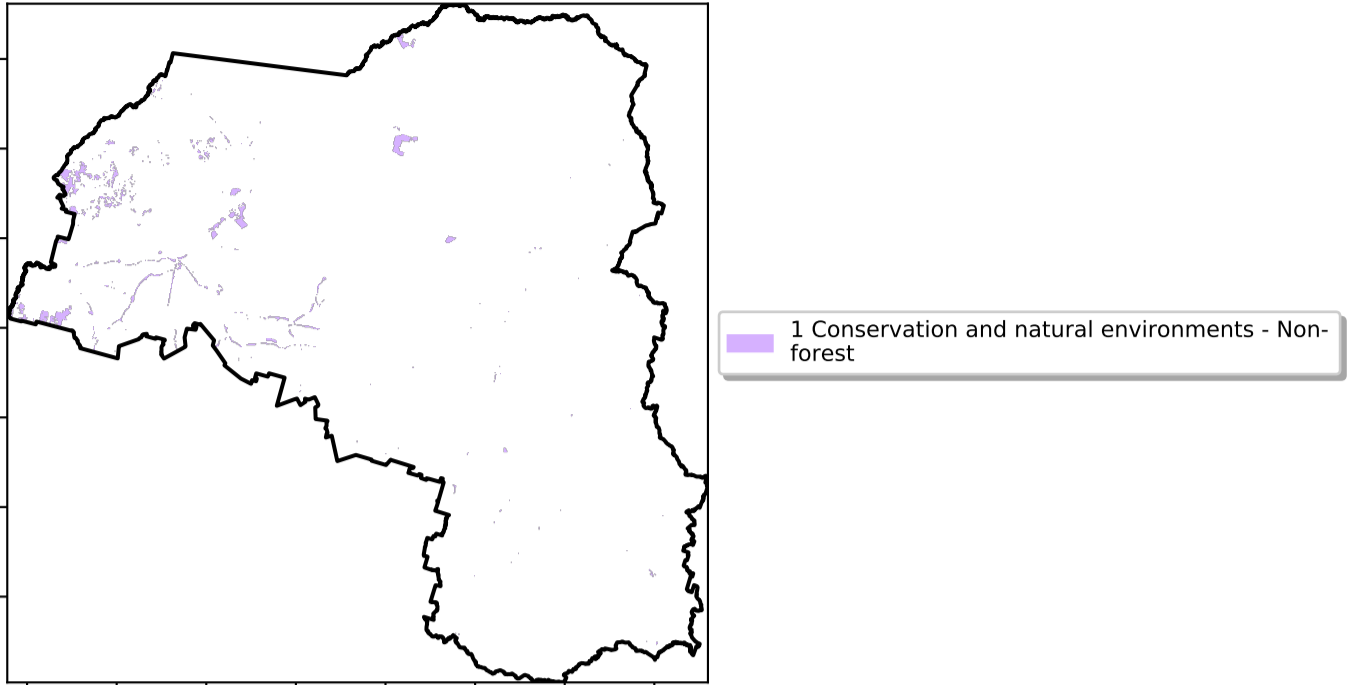 1 Conservation and natural environments - Non-
forest